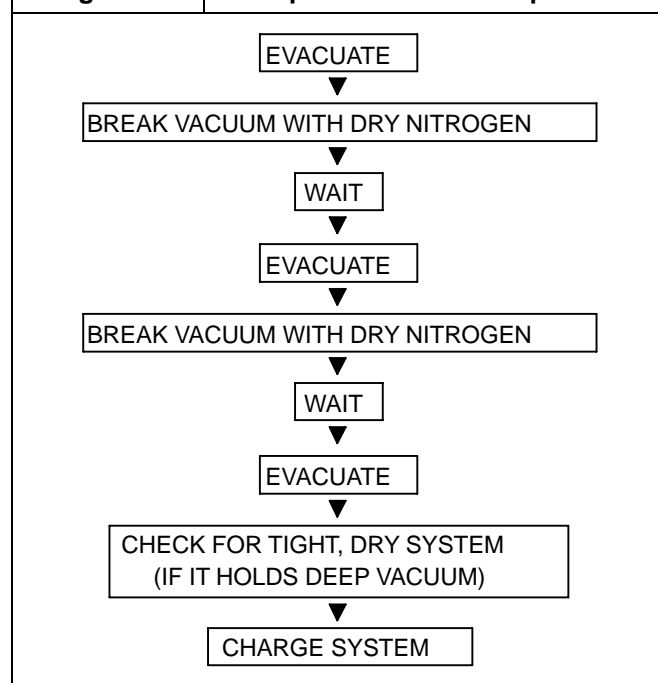 EVACUATE
BREAK VACUUM WITH DRY NITROGEN
WAIT
EVACUATE
BREAK VACUUM WITH DRY NITROGEN
WAIT
EVACUATE
CHECK FOR TIGHT, DRY SYSTEM
(IF IT HOLDS DEEP VACUUM)
CHARGE SYSTEM